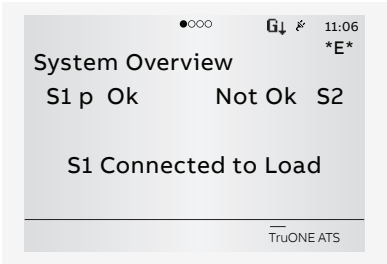 G↓ 11:06
*E*
System Overview
S1 p Ok Not Ok S2
S1 Connected to Load
TruONE ATS